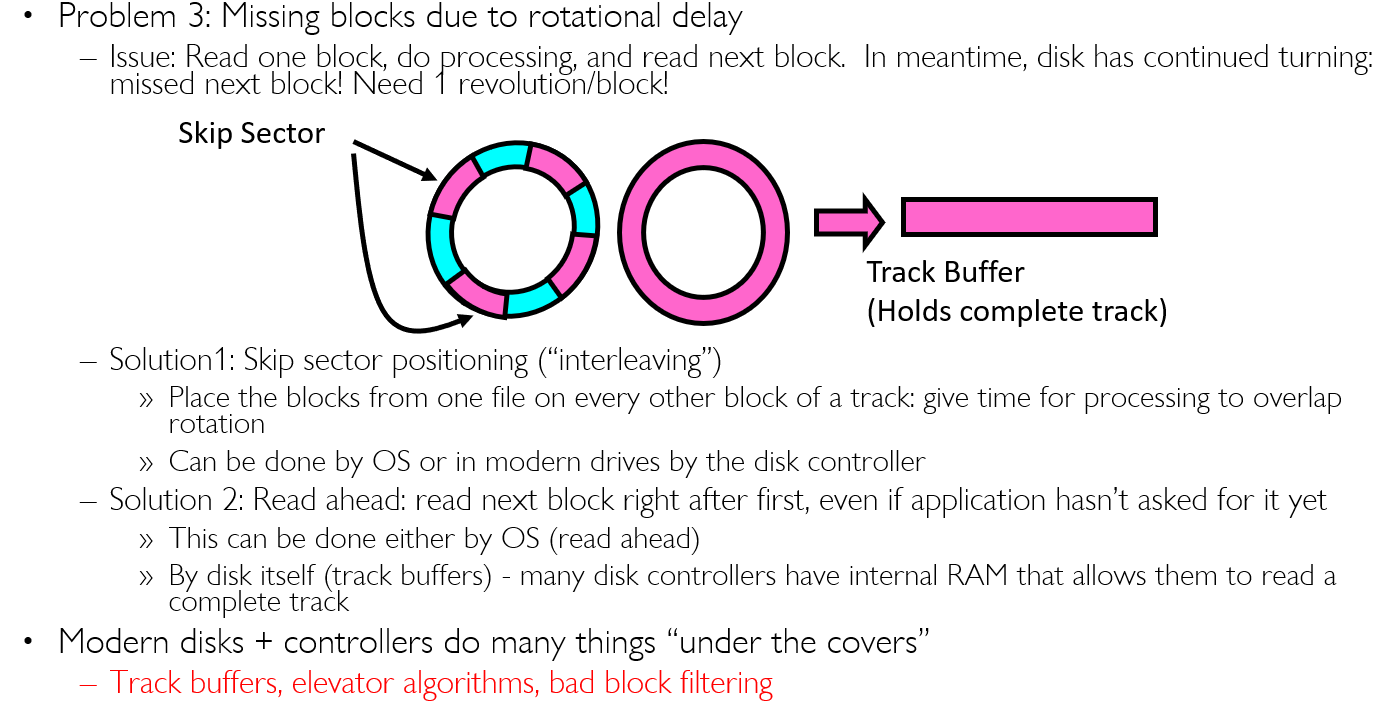 • Problem 3: Missing blocks due to rotational delay
– Issue: Read one block, do processing, and read next block.  In meantime, disk has continued turning:
missed next block! Need 1 revolution/block!
Skip Sector
Track Buffer
(Holds complete track)
– Solution1: Skip sector positioning (“interleaving”)
» Place the blocks from one file on every other block of a track: give time for processing to overlap
rotation
» Can be done by OS or in modern drives by the disk controller
– Solution 2: Read ahead: read next block right after first, even if application hasn’t asked for it yet
» This can be done either by OS (read ahead)
» By disk itself (track buffers) - many disk controllers have internal RAM that allows them to read a
complete track
• Modern disks + controllers do many things “under the covers”
– Track buffers, elevator algorithms, bad block filtering